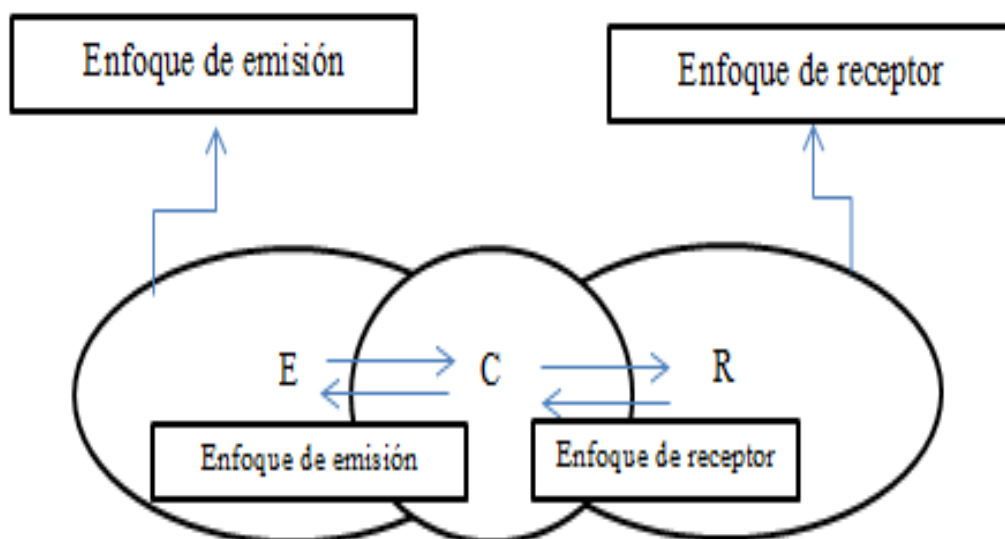 Enfoque de emisión
Enfoque de receptor
E
C
R
Enfoque de emisión
Enfoque de receptor